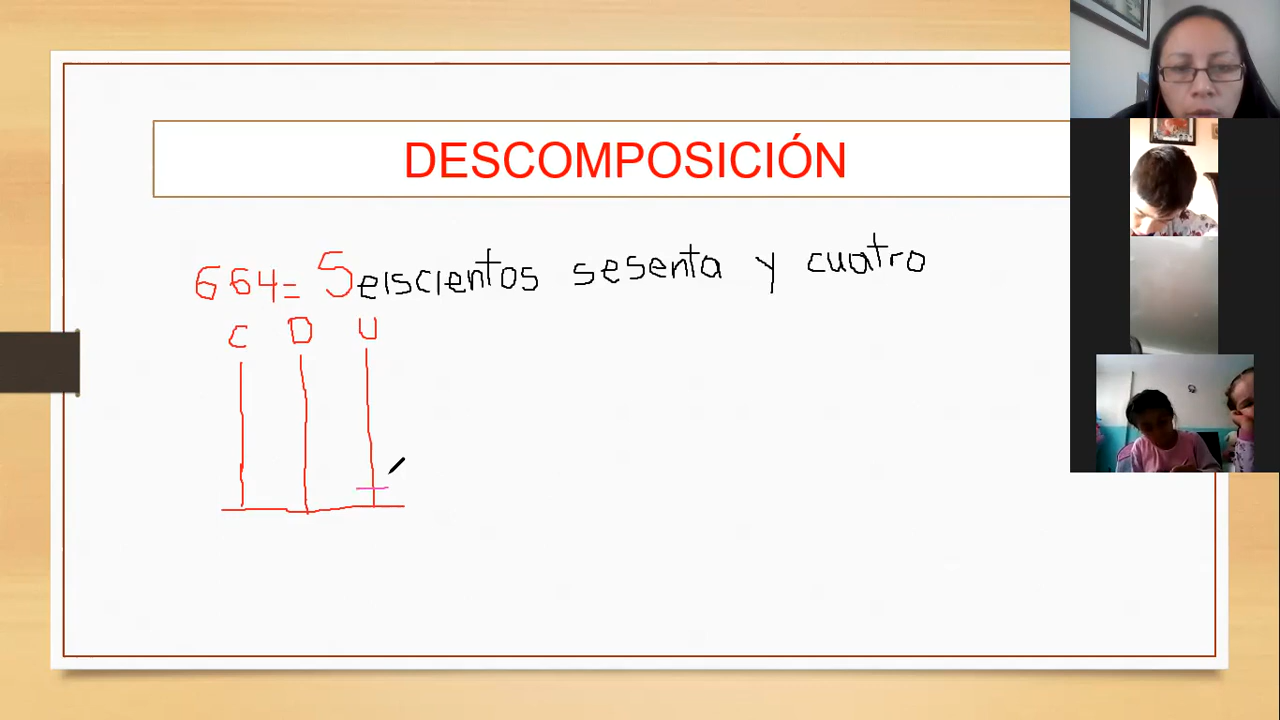 DESCOMPOSICIÓN
664= Seiscientos sesenta y cuatro
C D U